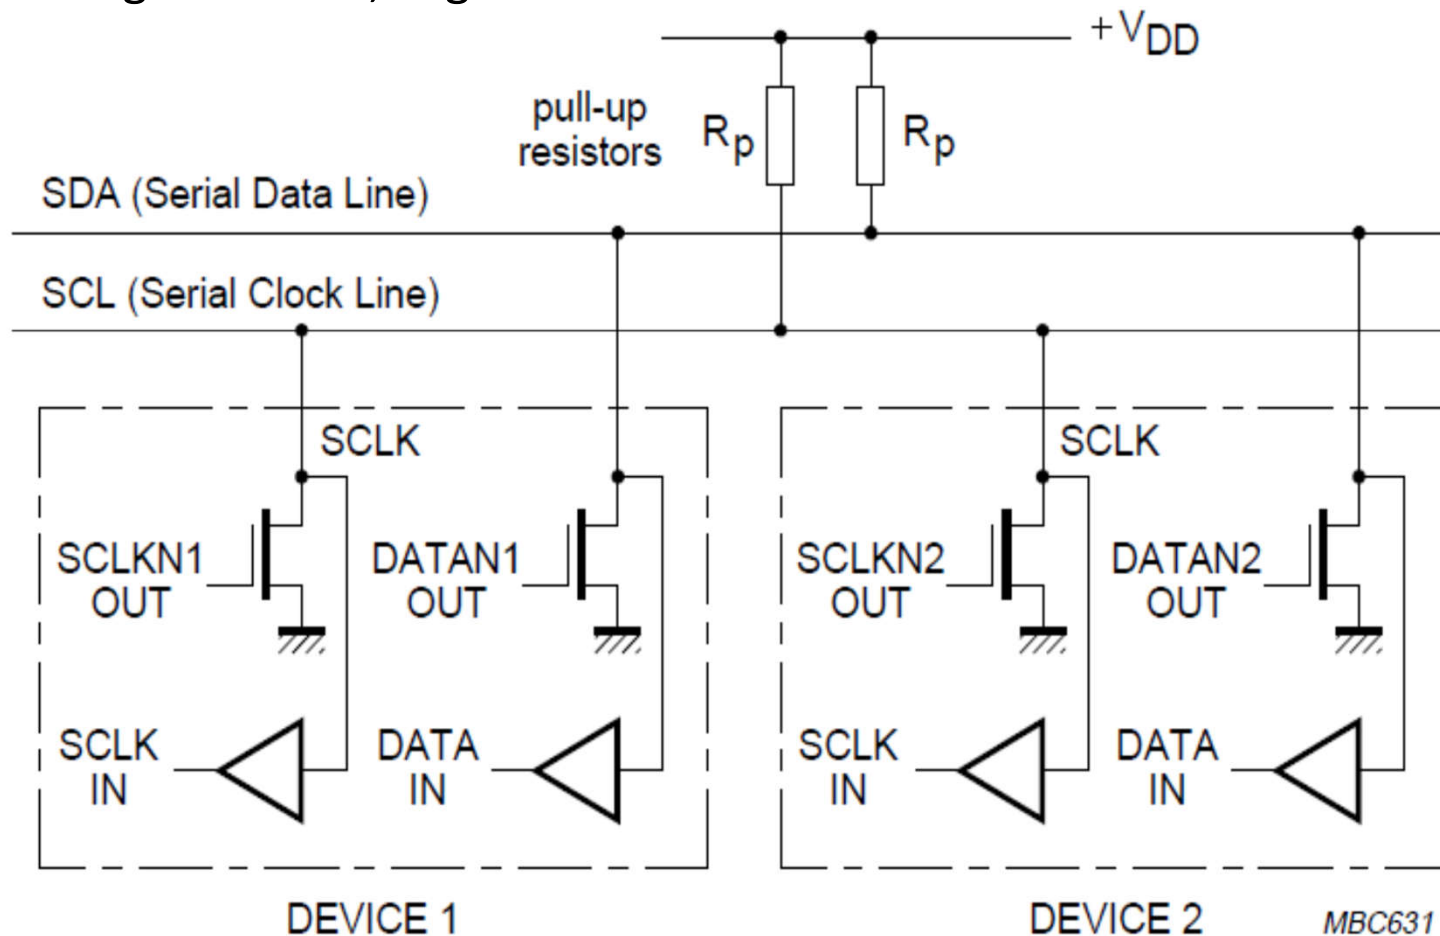 +VDD
pull-up
resistors
Rp
Rp
SDA (Serial Data Line)
SCL (Serial Clock Line)
SCLK
SCLKN1
OUT
DATAN1
OUT
SCLK
IN
DATA
IN
DEVICE 1
SCLK
SCLKN2
OUT
DATAN2
OUT
SCLK
IN
DATA
IN
DEVICE 2
MBC631